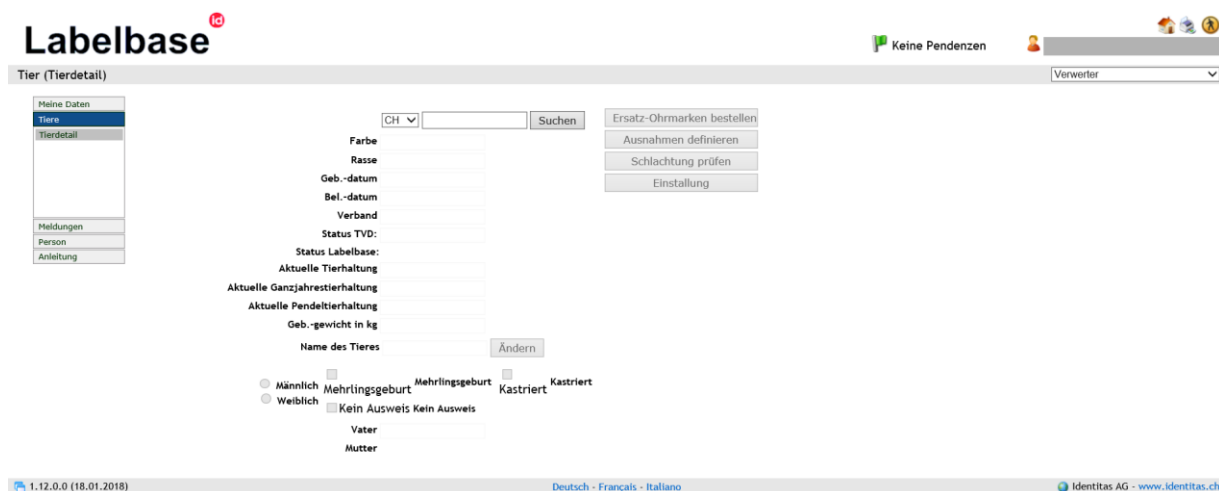 Labelbase id
Keine Pendenzen
Tier (Tierdetail)
Verwerter
Meine Daten
Tiere
Tierdetail
Meldungen
Person
Anleitung
CH
Suchen
Farbe
Rasse
Geb.-datum
Bel.-datum
Verband
Status TVD:
Status Labelbase:
Aktuelle Tierhaltung
Aktuelle Ganzjahrestierhaltung
Aktuelle Pendeltierhaltung
Geb.-gewicht in kg
Name des Tieres Ändern
Männlich Mehrlingsgeburt Mehrlingsgeburt Kastriert Kastriert
Weiblich Kein Ausweis Kein Ausweis
Vater
Mutter
Ersatz-Ohrmarken bestellen
Ausnahmen definieren
Schlachtung prüfen
Einstallung
1.12.0.0 (18.01.2018)
Deutsch - Français - Italiano
Identitas AG - www.identitas.ch